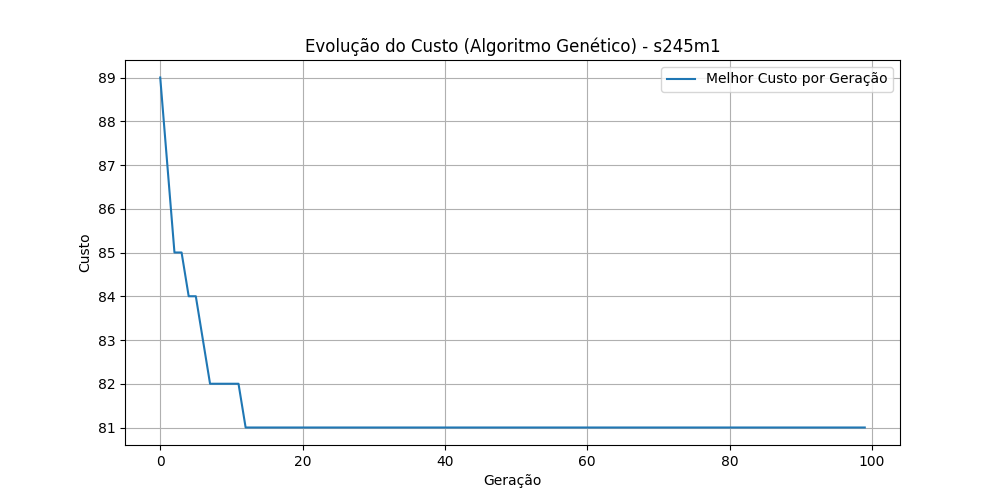 Evolução do Custo (Algoritmo Genético) - s245m1
Melhor Custo por Geração
89
88
87
86
85
84
83
82
81
Custo
0 20 40 60 80 100
Geração